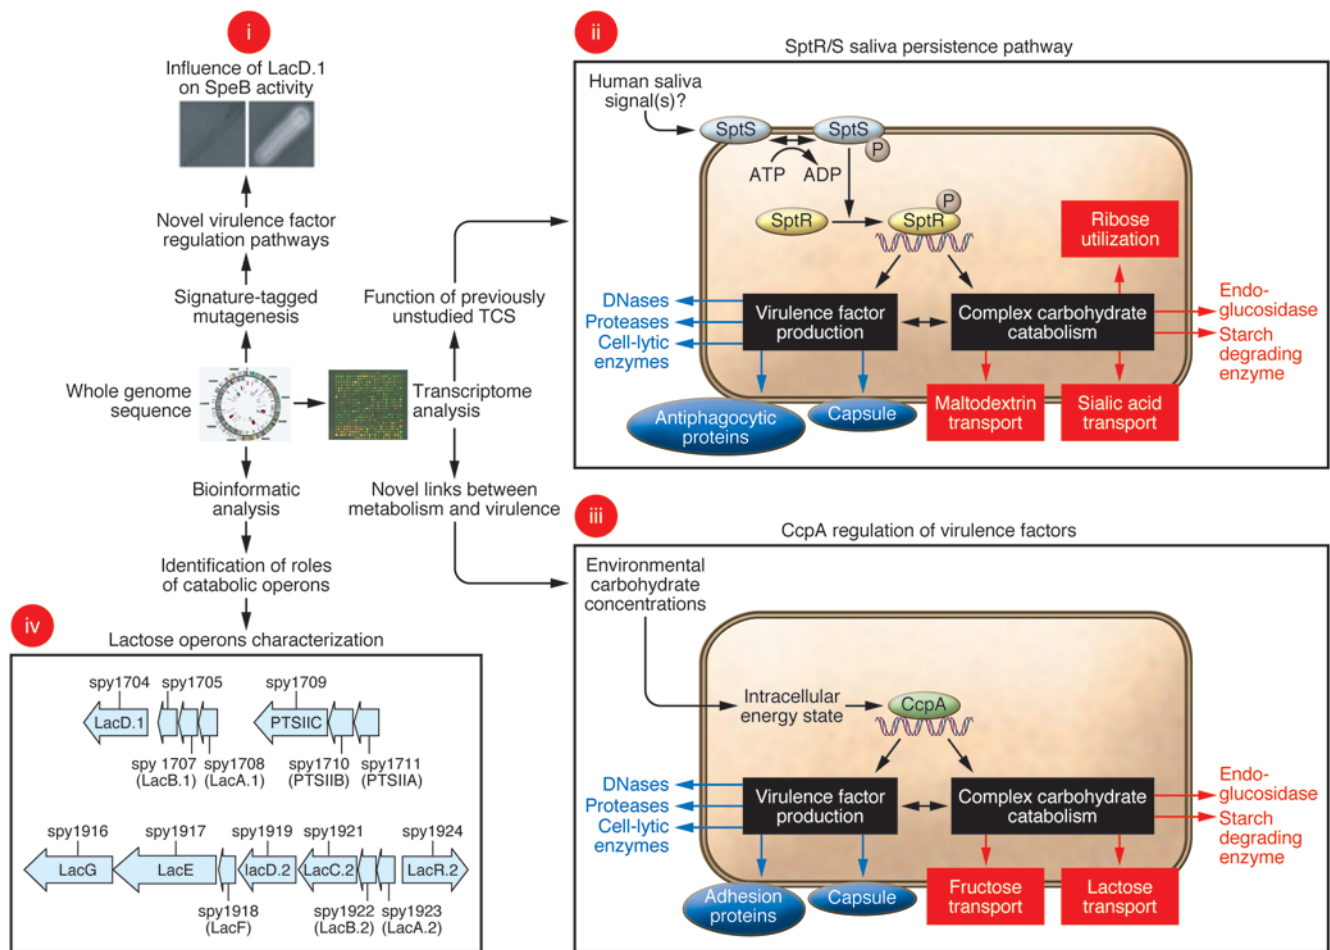 i
Influence of LacD.1
on SpeB activity
Novel virulence factor
regulation pathways
Signature-tagged
mutagenesis
Whole genome
sequence
Transcriptome
analysis
Function of previously
unstudied TCS
Novel links between
metabolism and virulence
Bioinformatic
analysis
Identification of roles
of catabolic operons
ii
SptR/S saliva persistence pathway
Human saliva
signal(s)?
SptS
SptS
P
ATP
ADP
SptR
SptR
P
Ribose
utilization
DNases
Proteases
Cell-lytic
enzymes
Virulence factor
production
Complex carbohydrate
catabolism
Endo-
glucosidase
Starch
degrading
enzyme
Antiphagocytic
proteins
Capsule
Maltodextrin
transport
Sialic acid
transport
iii
CcpA regulation of virulence factors
Environmental
carbohydrate
concentrations
Intracellular
energy state
CcpA
DNases
Proteases
Cell-lytic
enzymes
Virulence factor
production
Complex carbohydrate
catabolism
Endo-
glucosidase
Starch
degrading
enzyme
Adhesion
proteins
Capsule
Fructose
transport
Lactose
transport
iv
Lactose operons characterization
spy1704
spy1705
spy1709
LacD.1
PTSIIC
spy 1707
(LacB.1)
spy1708
(LacA.1)
spy1710
(PTSIIB)
spy1711
(PTSIIA)
spy1916
spy1917
spy1919
spy1921
spy1924
LacG
LacE
lacD.2
LacC.2
LacR.2
spy1918
(LacF)
spy1922
(LacB.2)
spy1923
(LacA.2)